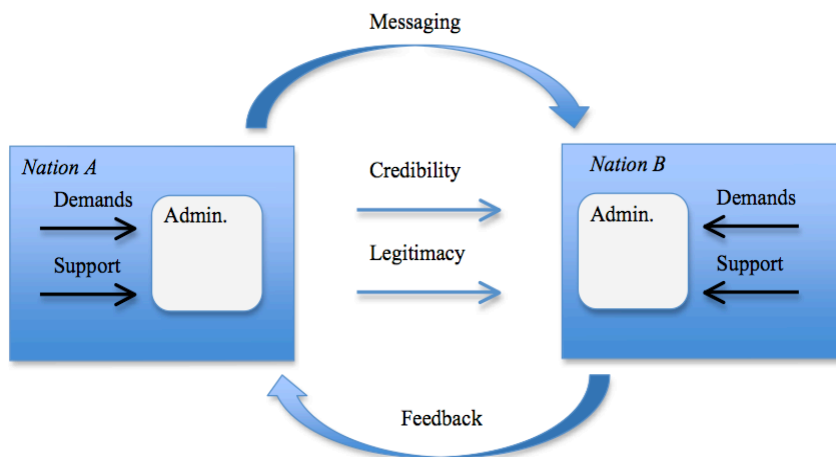 Messaging
Nation A
Demands
Admin.
Support
Credibility
Legitimacy
Nation B
Admin.
Demands
Support
Feedback